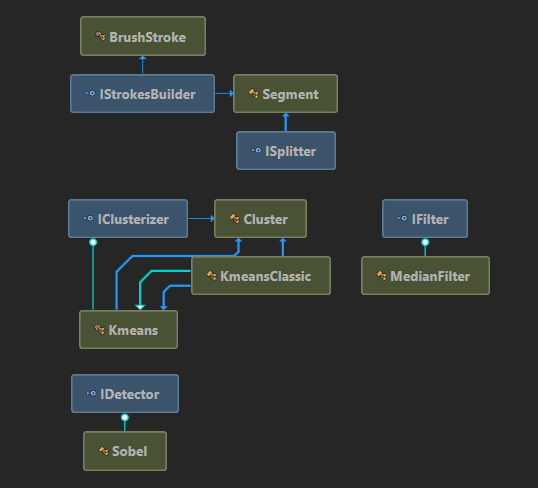 BrushStroke
IStrokesBuilder
Segment
ISplitter
IClusterizer
Cluster
IFilter
KmeansClassic
MedianFilter
Kmeans
IDetector
Sobel